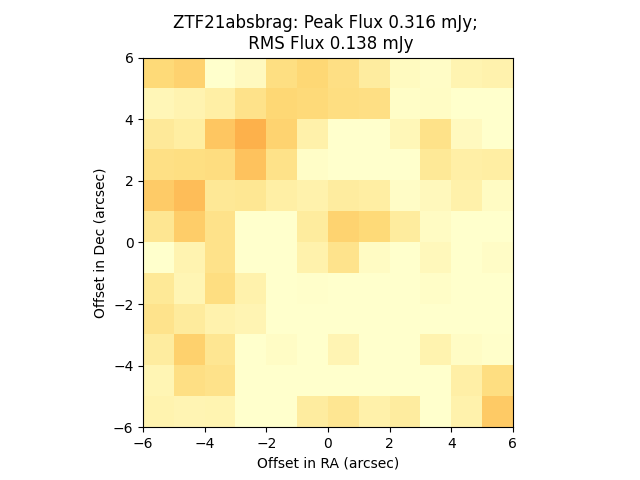 ZTF21absbrag: Peak Flux 0.316 mJy;
RMS Flux 0.138 mJy
6
4
2
0
−2
−4
−6
Offset in Dec (arcsec)
−6 −4 −2 0 2 4 6
Offset in RA (arcsec)